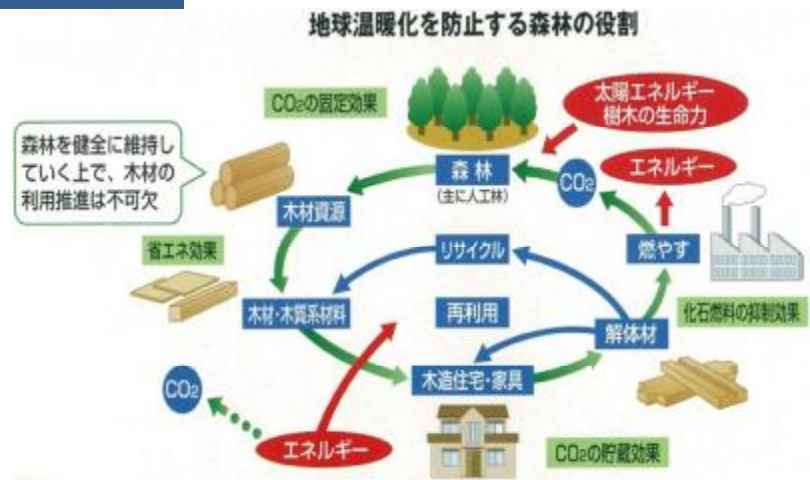 地球温暖化を防止する森林の役割
CO₂の固定効果
太陽エネルギー
樹木の生命力
森林を健全に維持し
ていく上で、木材の
利用推進は不可欠
森林
(主に人工林)
CO₂
エネルギー
木材資源
省エネ効果
リサイクル
燃やす
木材・木質系材料
再利用
解体材
化石燃料の抑制効果
CO₂
木造住宅・家具
エネルギー
CO₂の貯蔵効果